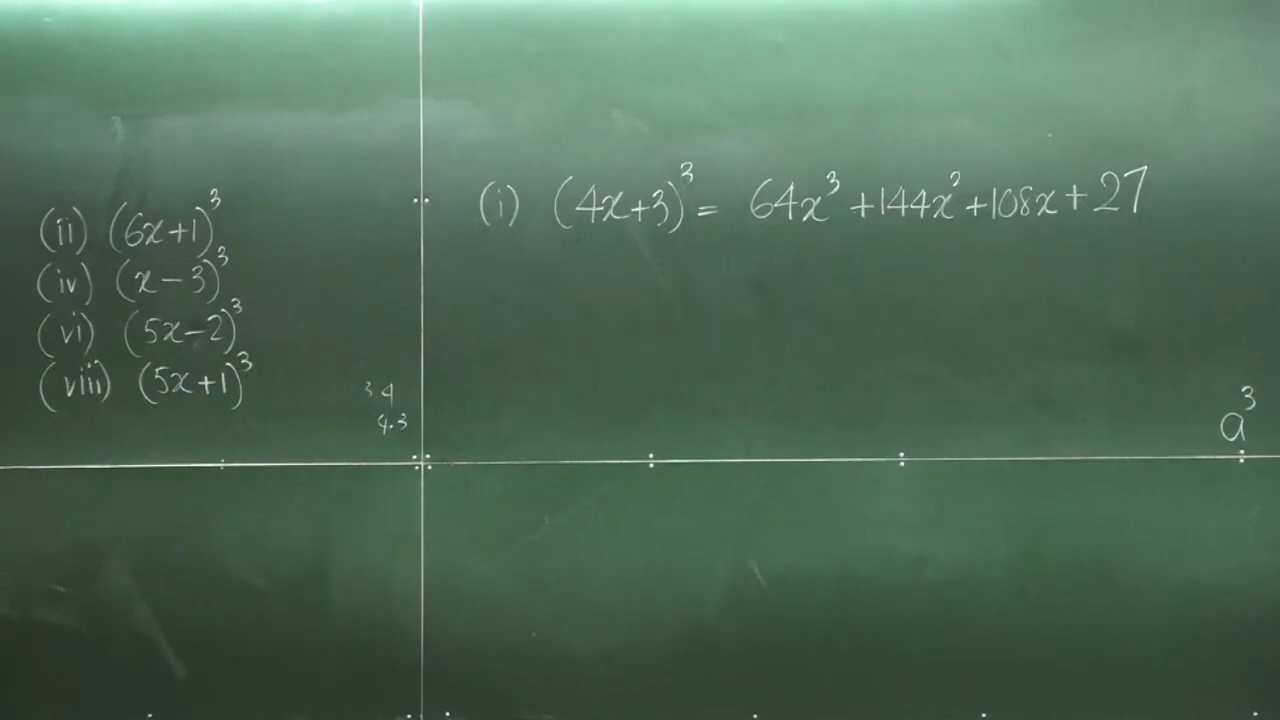 (ii) (6x+1)³
(iv) (x-3)³
(vi) (5x-2)³
(viii) (5x+1)³
3 4
4.3
(i) (4x+3)³ = 64x³ +144x² +108x + 27
a³